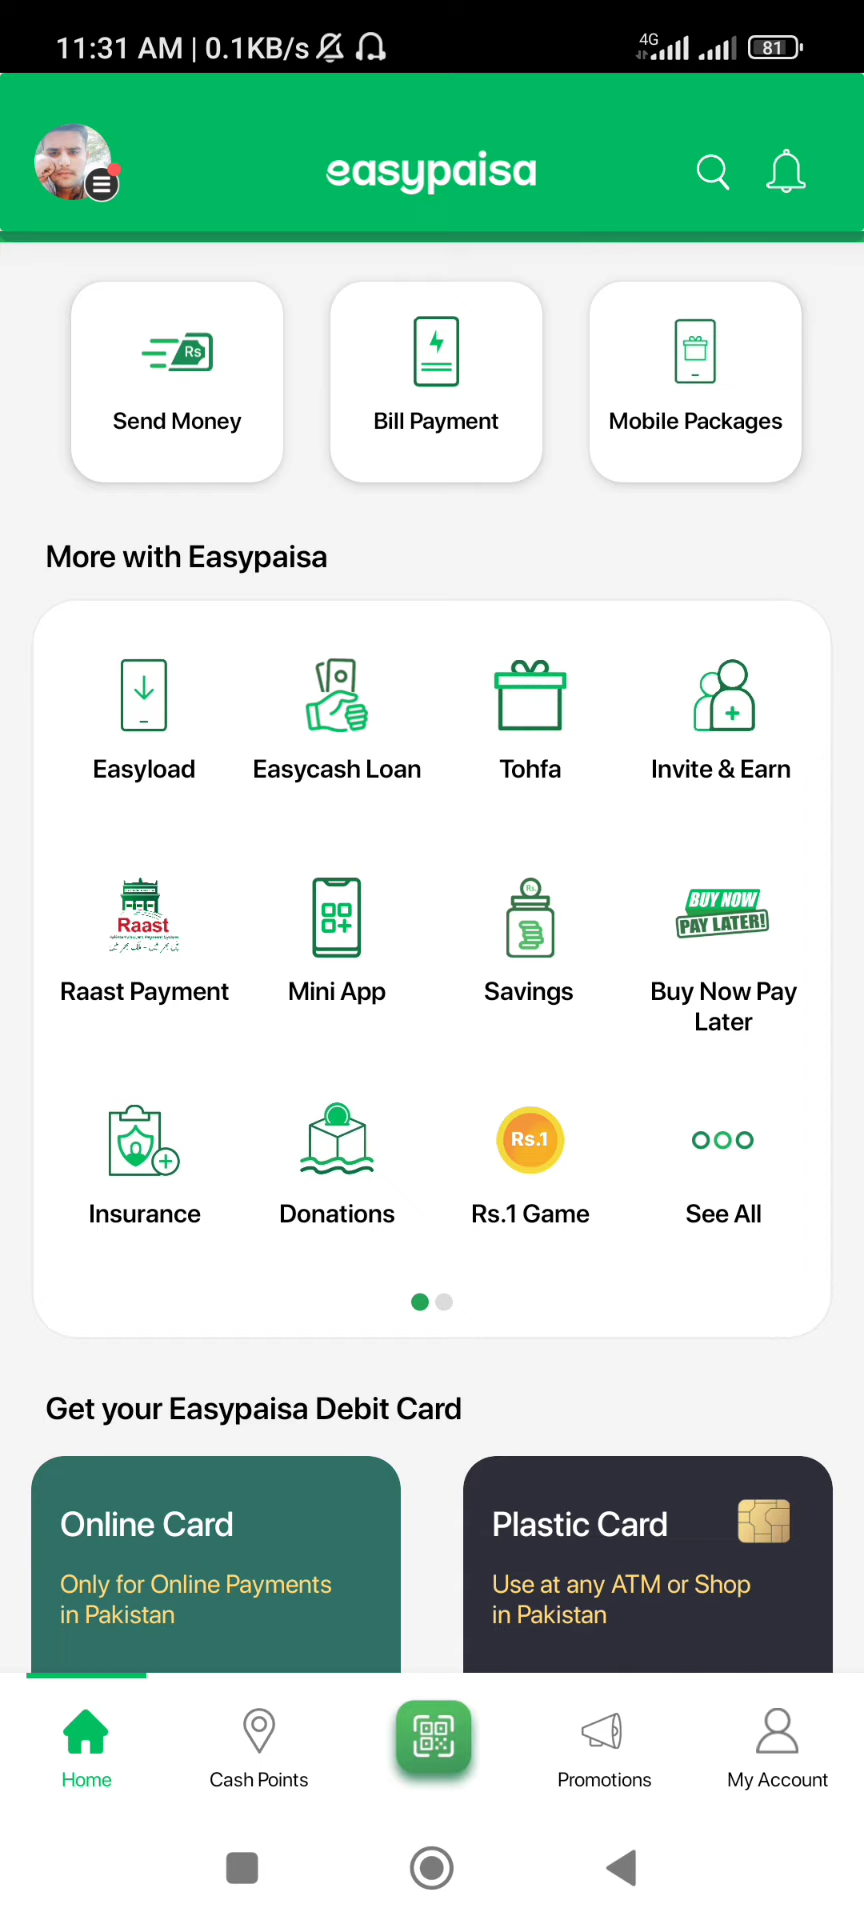 11:31 AM | 0.1KB/s
4G
81
easypaisa
Rs
Send Money
Bill Payment
Mobile Packages
More with Easypaisa
Easyload
Easycash Loan
Tohfa
Invite & Earn
Raast
Rs.
BUY NOW
PAY LATER!
Raast Payment
Mini App
Savings
Buy Now Pay
Later
Rs.1
Insurance
Donations
Rs.1 Game
See All
Get your Easypaisa Debit Card
Online Card
Only for Online Payments
in Pakistan
Plastic Card
Use at any ATM or Shop
in Pakistan
Home
Cash Points
Promotions
My Account